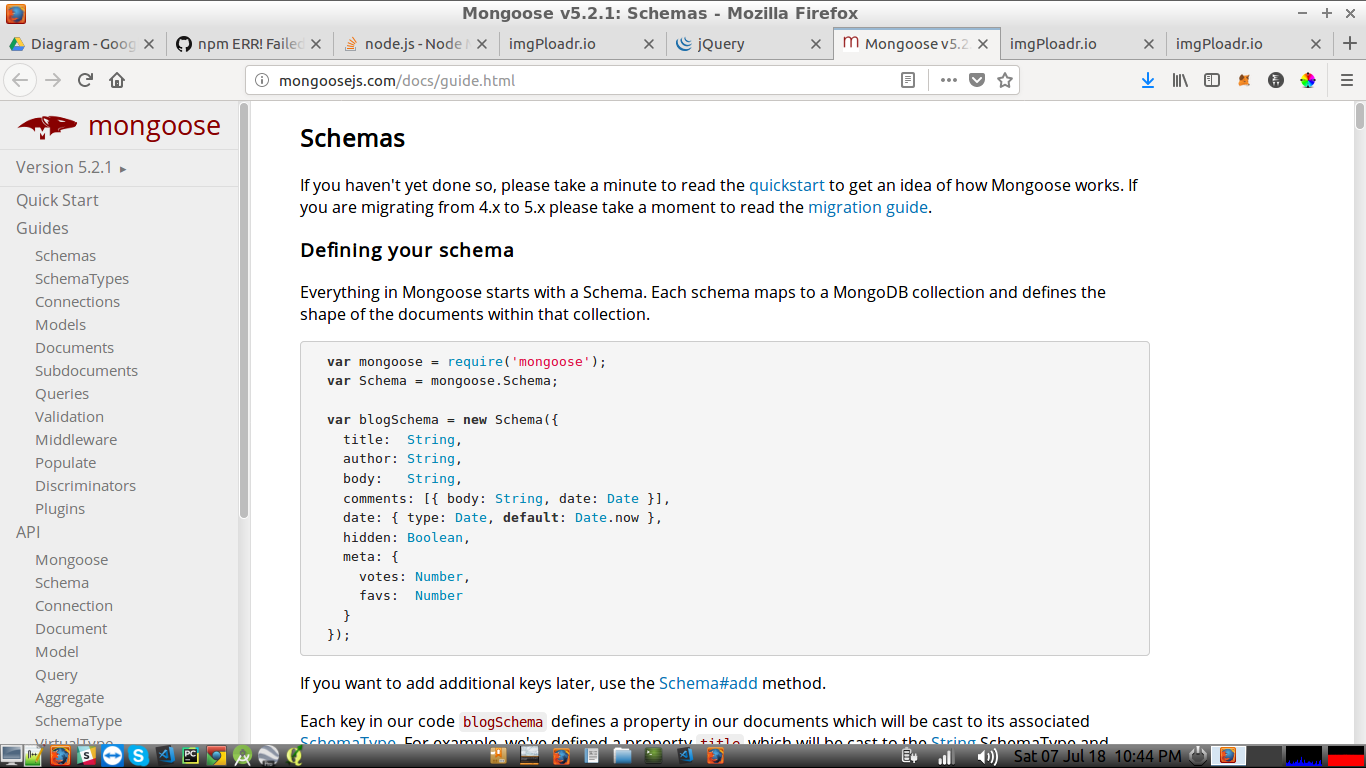 Mongoose v5.2.1: Schemas - Mozilla Firefox
Diagram - Goog
npm ERR! Failed
node.js - Node
imgPloadr.io
jQuery
Mongoose v5.2
imgPloadr.io
imgPloadr.io
mongoosejs.com/docs/guide.html
mongoose
Version 5.2.1 ▸
Quick Start
Guides
Schemas
SchemaTypes
Connections
Models
Documents
Subdocuments
Queries
Validation
Middleware
Populate
Discriminators
Plugins
API
Mongoose
Schema
Connection
Document
Model
Query
Aggregate
SchemaType
VirtualType
Schemas
If you haven't yet done so, please take a minute to read the quickstart to get an idea of how Mongoose works. If
you are migrating from 4.x to 5.x please take a moment to read the migration guide.
Defining your schema
Everything in Mongoose starts with a Schema. Each schema maps to a MongoDB collection and defines the
shape of the documents within that collection.
var mongoose = require('mongoose');
var Schema = mongoose.Schema;
var blogSchema = new Schema({
title:  String,
author: String,
body:   String,
comments: [{ body: String, date: Date }],
date: { type: Date, default: Date.now },
hidden: Boolean,
meta: {
votes: Number,
favs:  Number
}
});
If you want to add additional keys later, use the Schema#add method.
Each key in our code blogSchema defines a property in our documents which will be cast to its associated
SchemaType. For example, we've defined a property title which will be cast to the String SchemaType and
Sat 07 Jul 18 10:44 PM